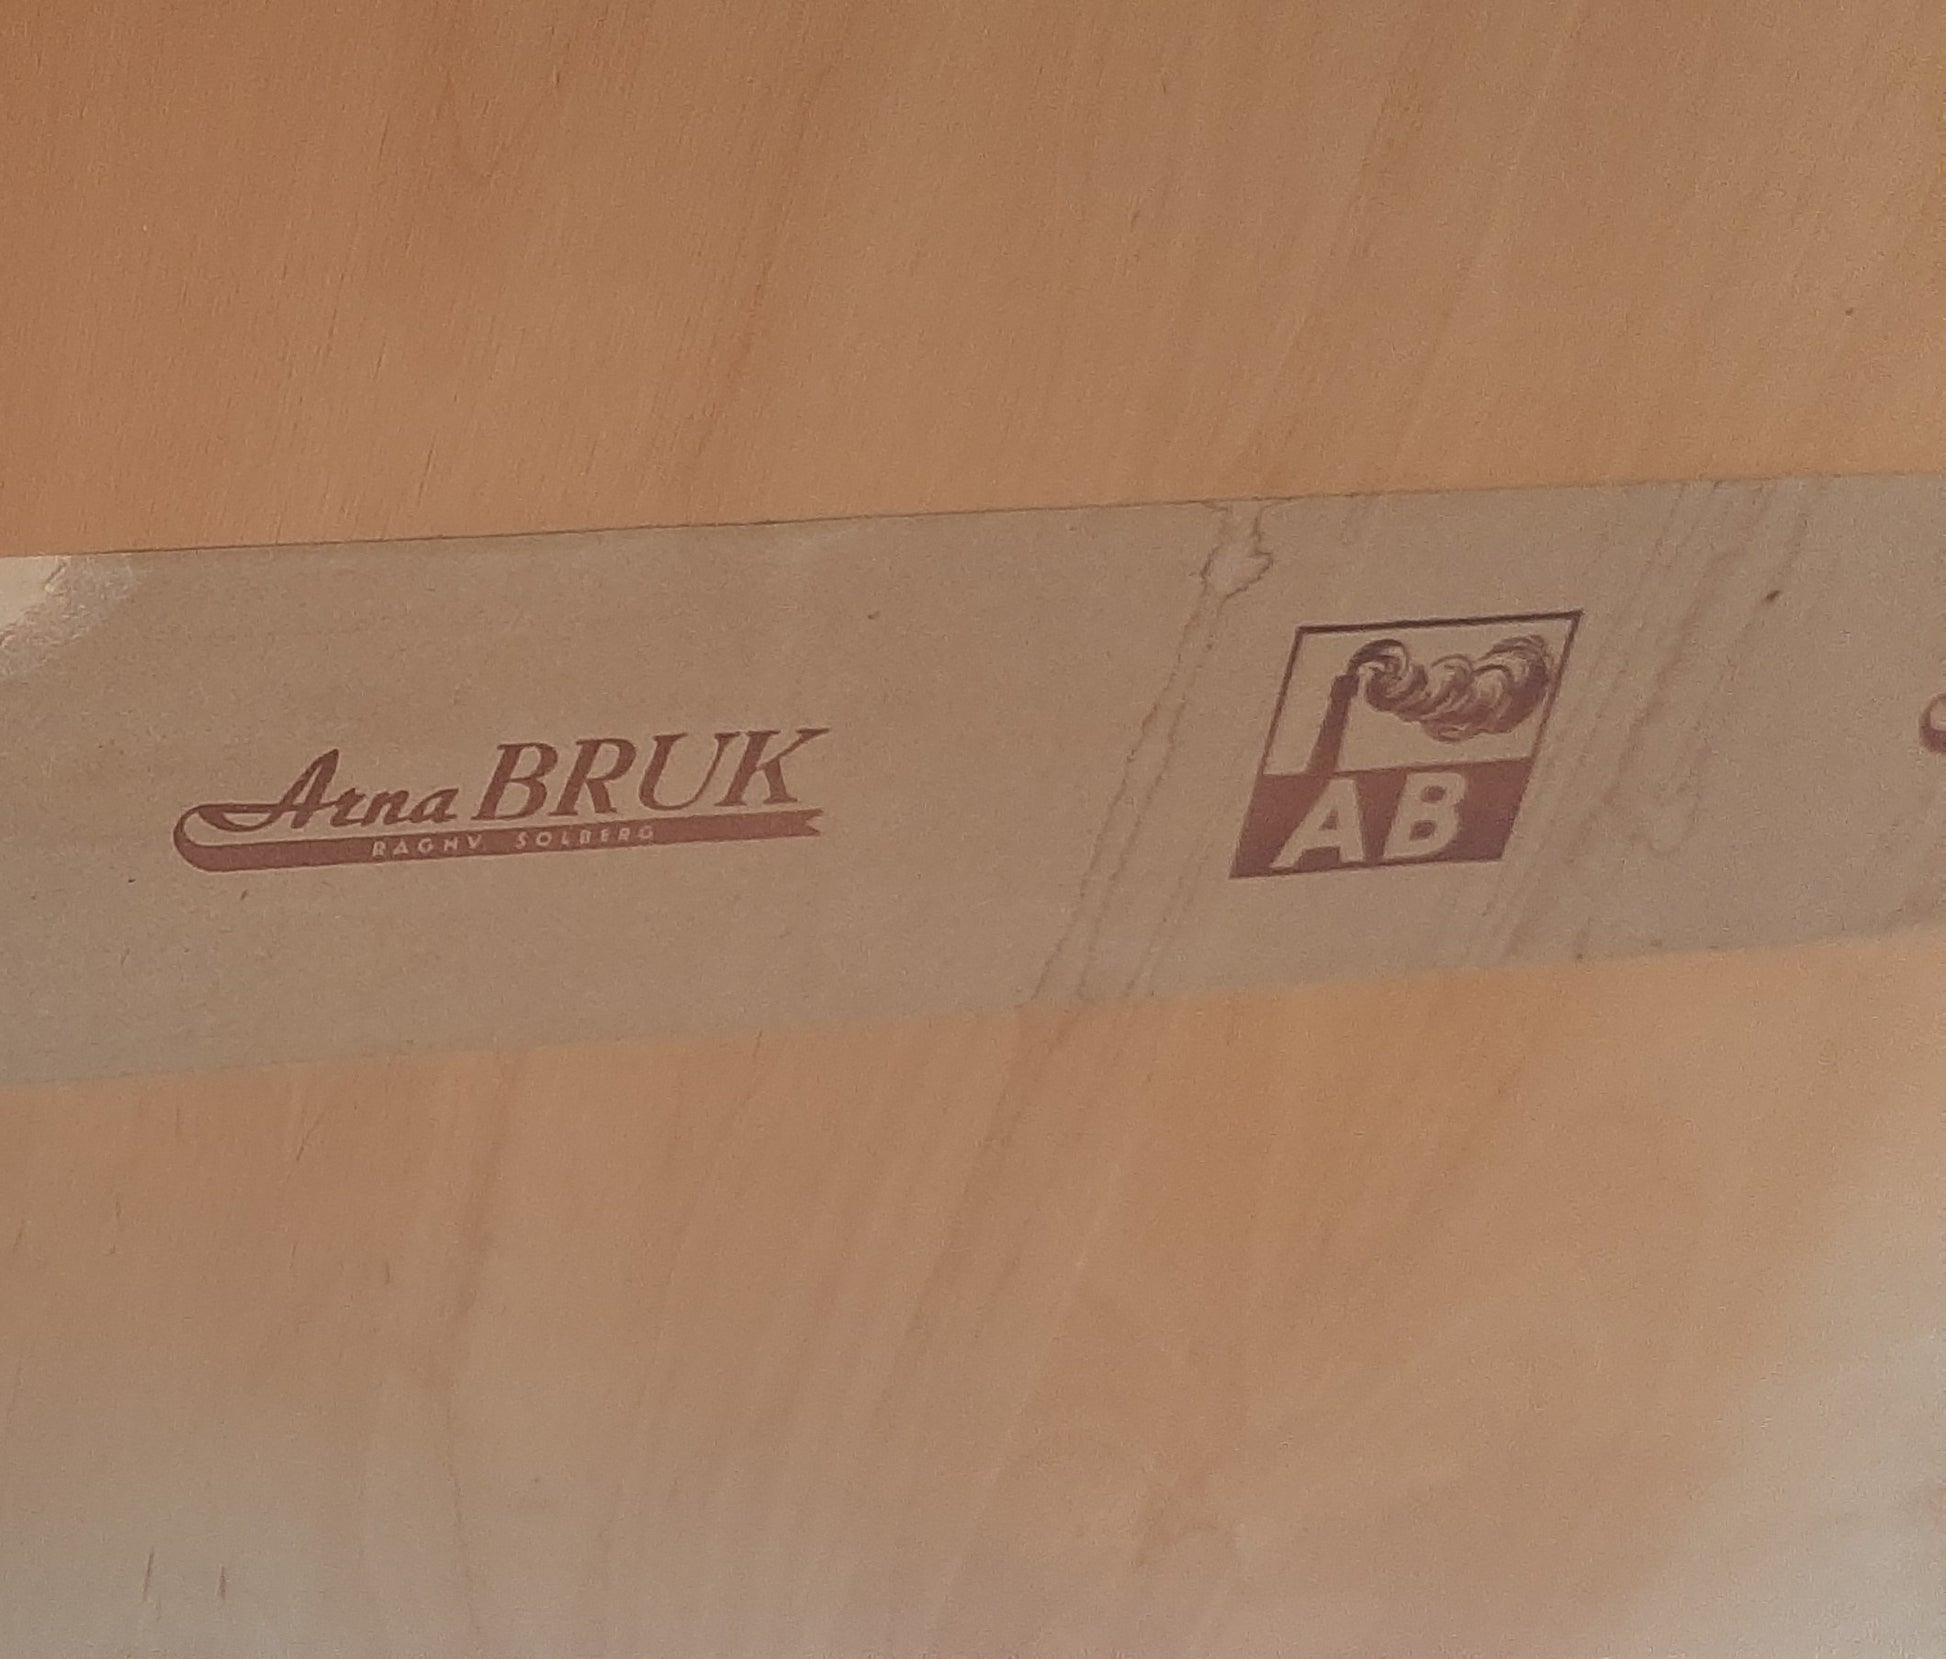 Arna BRUK
RAGNV. SOLBERG
AB